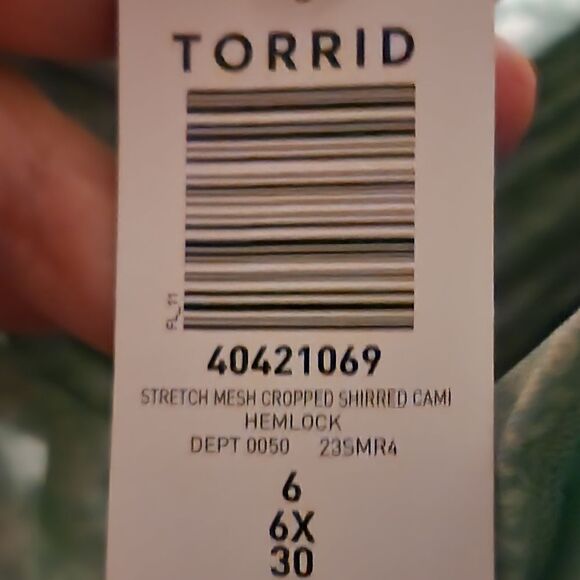 TORRID
FL_11
40421069
STRETCH MESH CROPPED SHIRRED CAMI
HEMLOCK
DEPT 0050 23SMR4
6
6X
30